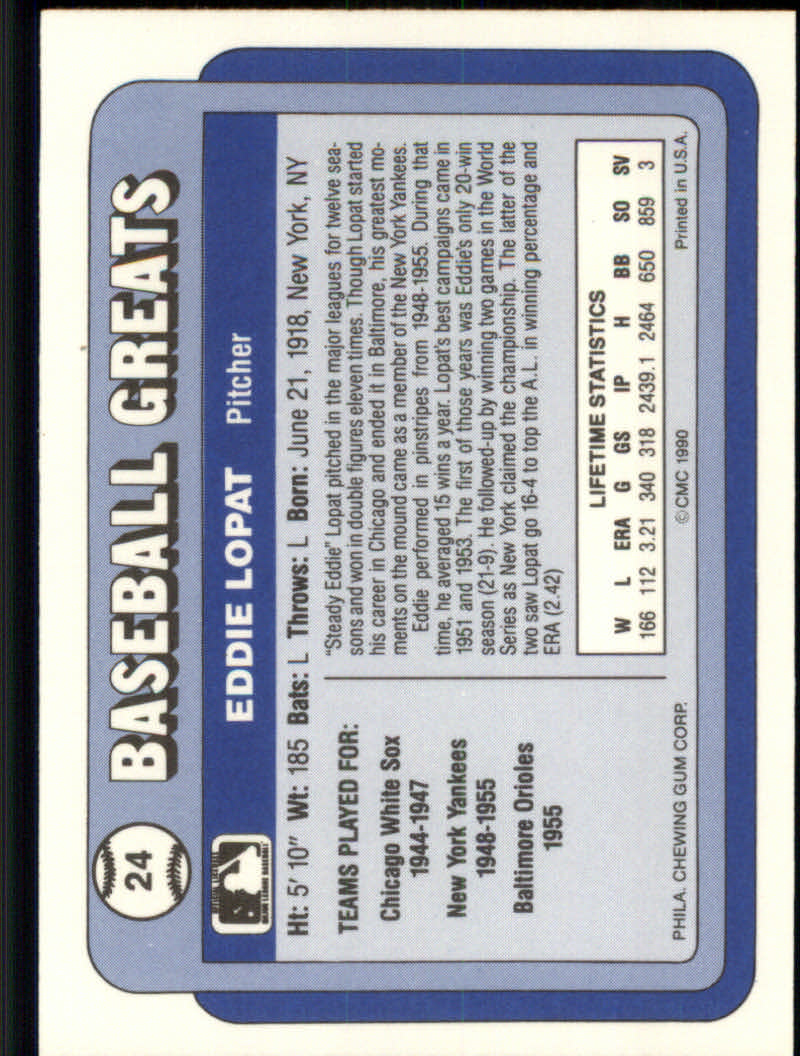 24
BASEBALL GREATS
EDDIE LOPAT Pitcher
Ht: 5' 10" Wt: 185 Bats: L Throws: L Born: June 21, 1918, New York, NY
TEAMS PLAYED FOR:
Chicago White Sox
1944-1947
New York Yankees
1948-1955
Baltimore Orioles
1955
"Steady Eddie" Lopat pitched in the major leagues for twelve sea-
sons and won in double figures eleven times. Though Lopat started
his career in Chicago and ended it in Baltimore, his greatest mo-
ments on the mound came as a member of the New York Yankees.
Eddie performed in pinstripes from 1948-1955. During that
time, he averaged 15 wins a year. Lopat's best campaigns came in
1951 and 1953. The first of those years was Eddie's only 20-win
season (21-9). He followed-up by winning two games in the World
Series as New York claimed the championship. The latter of the
two saw Lopat go 16-4 to top the A.L. in winning percentage and
ERA (2.42)
LIFETIME STATISTICS
W L ERA G GS IP H BB SO SV
166 112 3.21 340 318 2439.1 2464 650 859 3
PHILA. CHEWING GUM CORP. © CMC 1990 Printed in U.S.A.